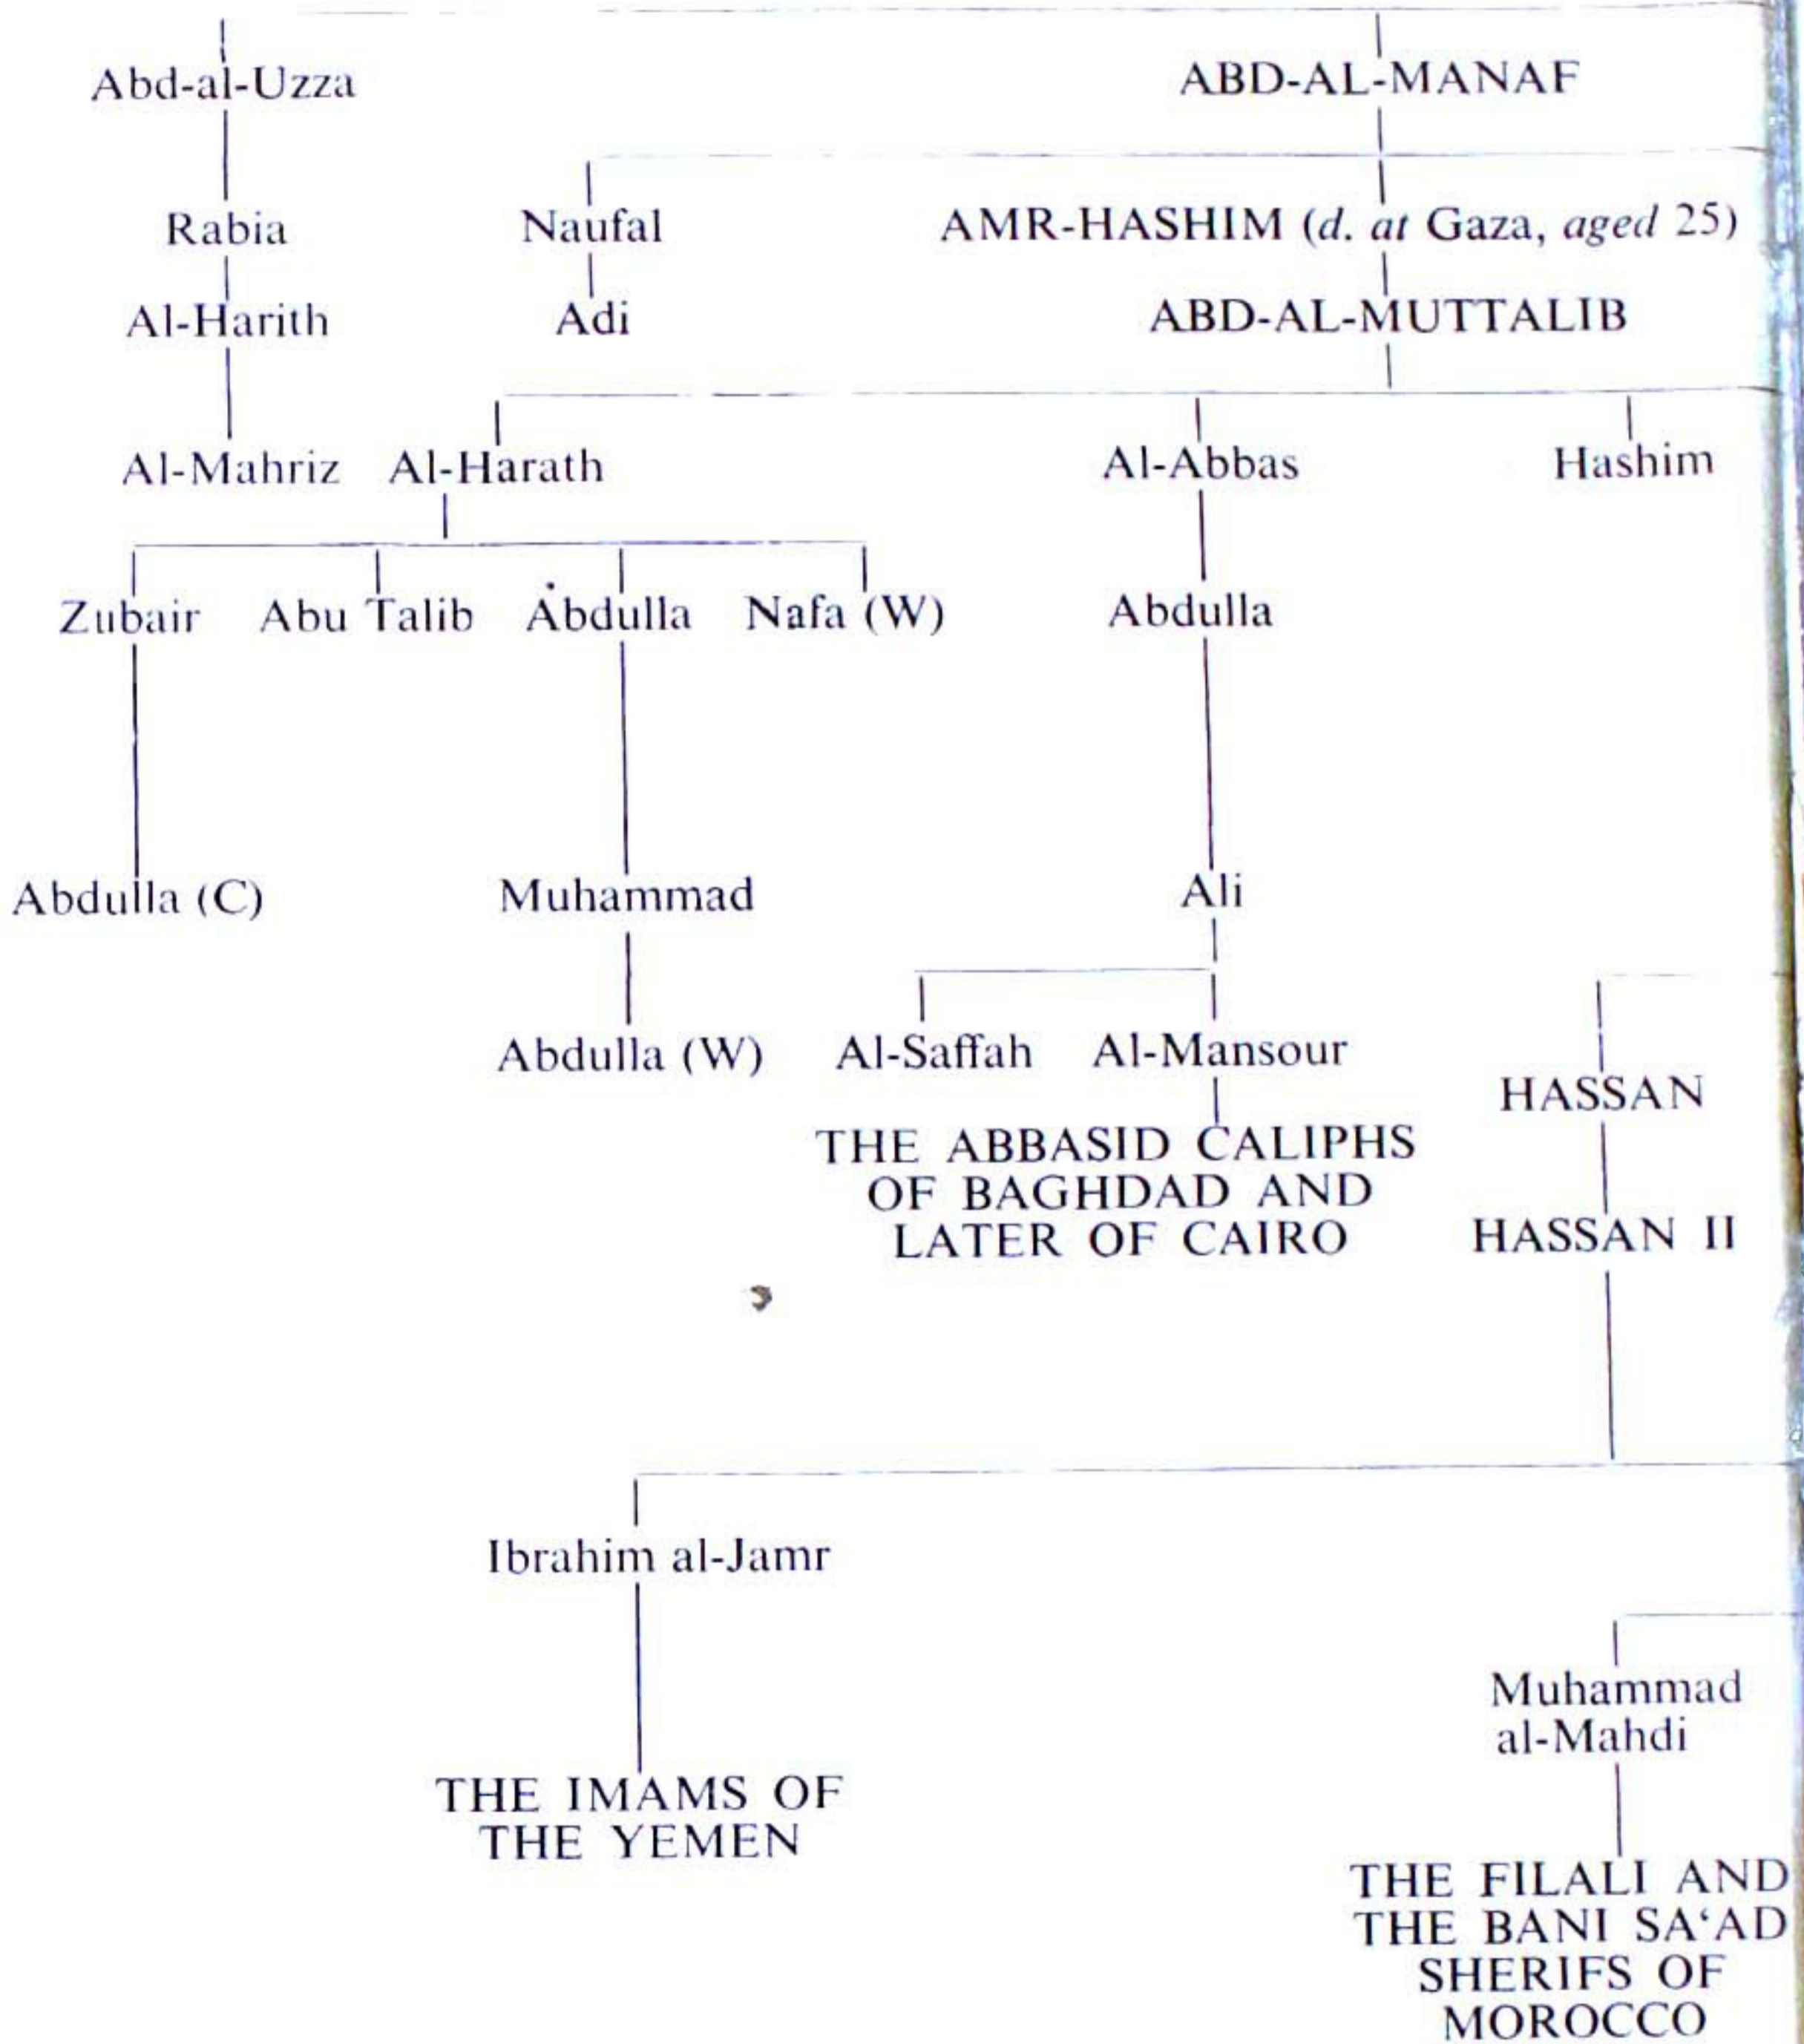 Abd-al-Uzza ABD-AL-MANAF
Rabia Naufal AMR-HASHIM (d. at Gaza, aged 25)
Al-Harith Adi ABD-AL-MUTTALIB
Al-Mahriz Al-Harath Al-Abbas Hashim
Zubair Abu Talib Abdulla Nafa (W) Abdulla
Abdulla (C) Muhammad Ali
Abdulla (W) Al-Saffah Al-Mansour
HASSAN
THE ABBASID CALIPHS
OF BAGHDAD AND
LATER OF CAIRO
HASSAN II
Ibrahim al-Jamr
Muhammad
al-Mahdi
THE IMAMS OF
THE YEMEN
THE FILALI AND
THE BANI SA‘AD
SHERIFS OF
MOROCCO